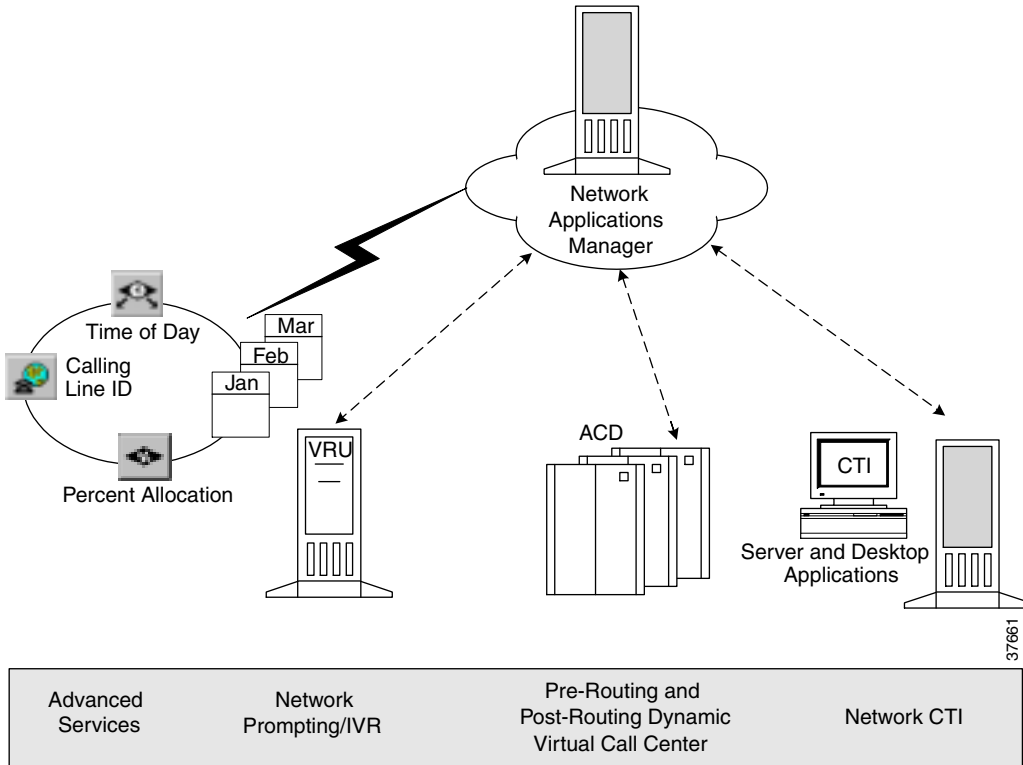 Network
Applications
Manager
Time of Day
Calling
Line ID
Mar
Feb
Jan
Percent Allocation
VRU
ACD
CTI
Server and Desktop
Applications
37661
Advanced
Services
Network
Prompting/IVR
Pre-Routing and
Post-Routing Dynamic
Virtual Call Center
Network CTI